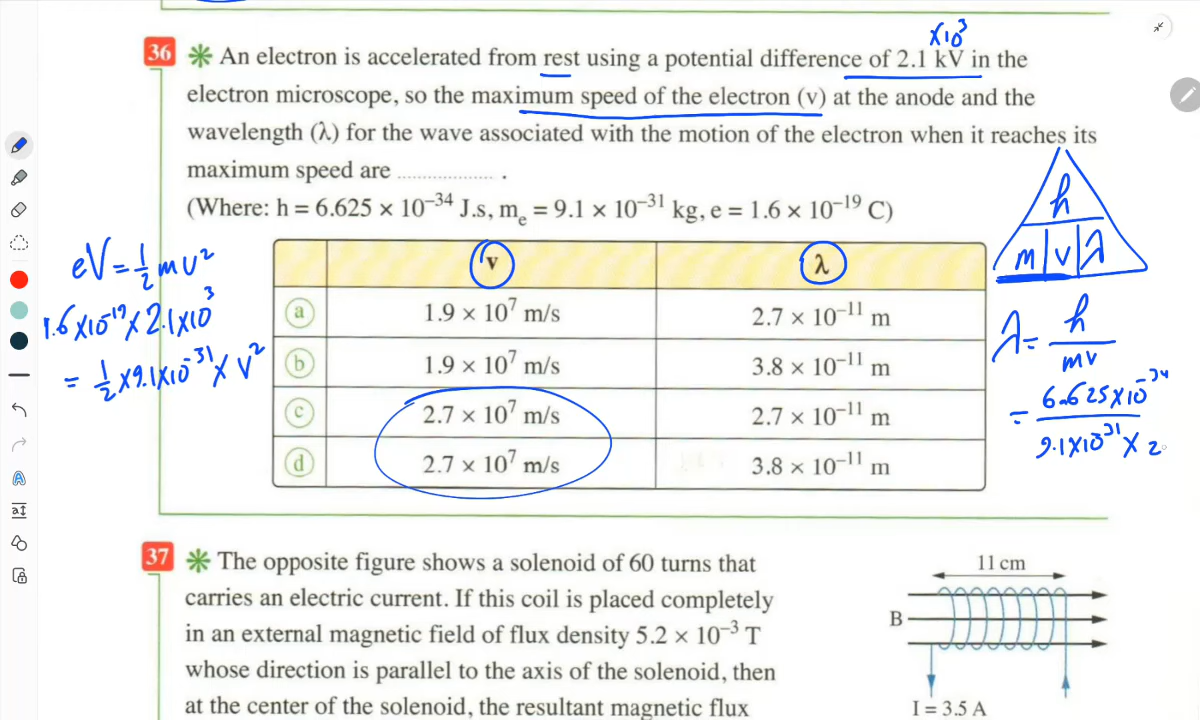 ×10³
36 An electron is accelerated from rest using a potential difference of 2.1 kV in the
electron microscope, so the maximum speed of the electron (v) at the anode and the
wavelength (λ) for the wave associated with the motion of the electron when it reaches its
maximum speed are .................. .
(Where: h = 6.625 × 10⁻³⁴ J.s, mₑ = 9.1 × 10⁻³¹ kg, e = 1.6 × 10⁻¹⁹ C)
v λ
a 1.9 × 10⁷ m/s 2.7 × 10⁻¹¹ m
b 1.9 × 10⁷ m/s 3.8 × 10⁻¹¹ m
c 2.7 × 10⁷ m/s 2.7 × 10⁻¹¹ m
d 2.7 × 10⁷ m/s 3.8 × 10⁻¹¹ m
eV = 1/2 mv²
1.6×10⁻¹⁹ × 2.1×10³
= 1/2 × 9.1×10⁻³¹ × v²
h
m v λ
λ = h/mv
= 6.625×10⁻³⁴
9.1×10⁻³¹ × 2
37 The opposite figure shows a solenoid of 60 turns that
carries an electric current. If this coil is placed completely
in an external magnetic field of flux density 5.2 × 10⁻³ T
whose direction is parallel to the axis of the solenoid, then
at the center of the solenoid, the resultant magnetic flux
11 cm
B
I = 3.5 A